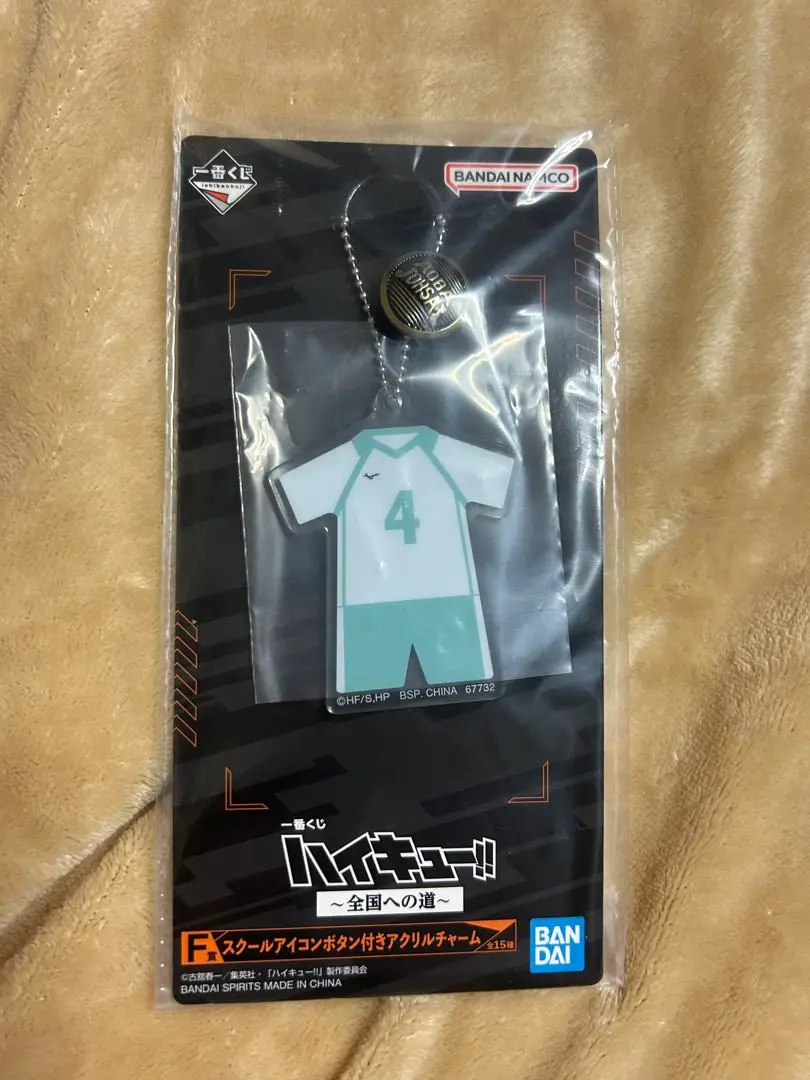 一番くじ
ichibankuji
BANDAI NAMCO
AOBA
JOHSAI
4
©HF/S,HP BSP, CHINA 67732
一番くじ
ハイキュー!!
～全国への道～
F賞 スクールアイコンボタン付きアクリルチャーム 全15種
BAN
DAI
©古舘春一／集英社・「ハイキュー!!」製作委員会
BANDAI SPIRITS MADE IN CHINA